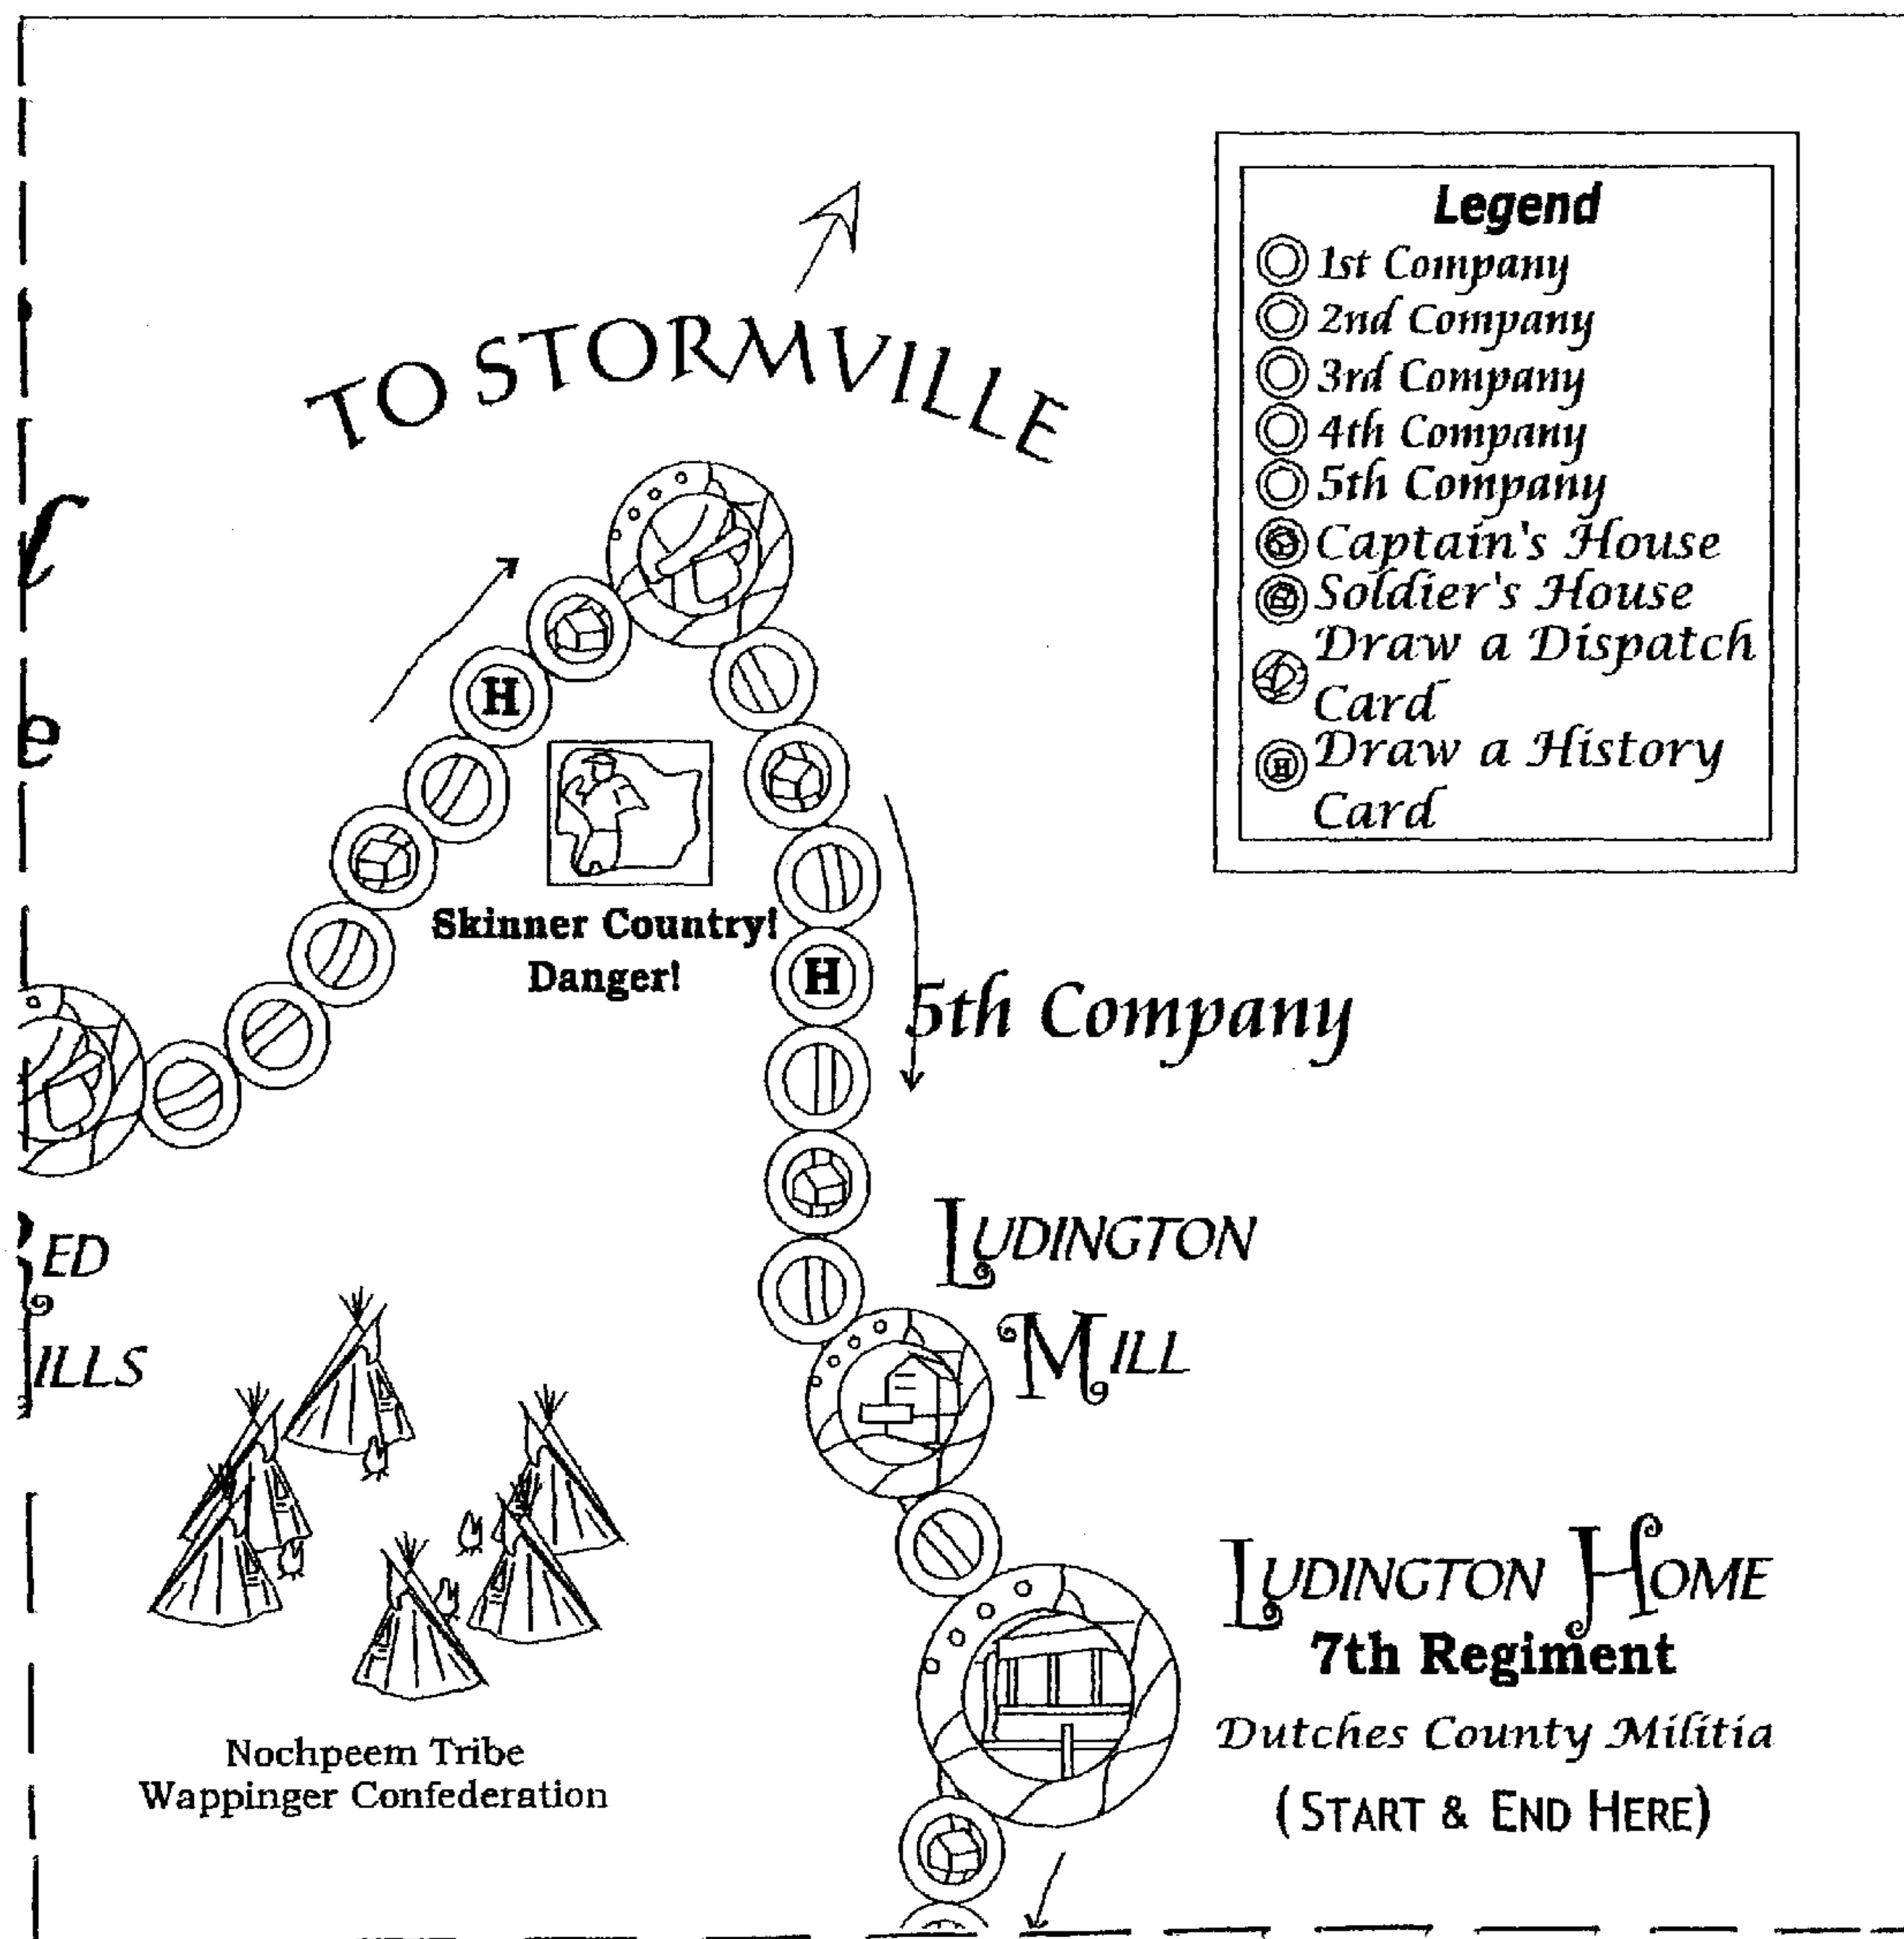 TO STORMVILLE
Legend
1st Company
2nd Company
3rd Company
4th Company
5th Company
Captain's House
Soldier's House
Draw a Dispatch
Card
Draw a History
Card
l
e
H
Skinner Country!
Danger!
H
5th Company
LUDINGTON
MILL
ED
ILLS
Nochpeem Tribe
Wappinger Confederation
LUDINGTON HOME
7th Regiment
Dutches County Militia
(START & END HERE)